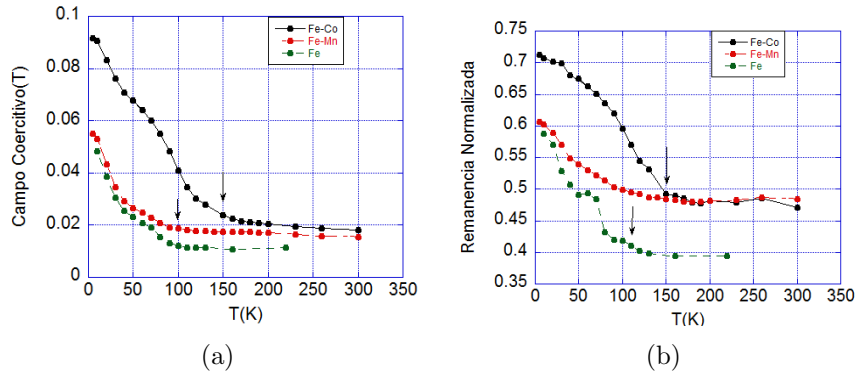 Campo Coercitivo(T)
0.1
0.08
0.06
0.04
0.02
0
Fe-Co
Fe-Mn
Fe
0 50 100 150 200 250 300 350
T(K)
(a)
Remanencia Normalizada
0.75
0.7
0.65
0.6
0.55
0.5
0.45
0.4
0.35
Fe-Co
Fe-Mn
Fe
0 50 100 150 200 250 300 350
T(K)
(b)